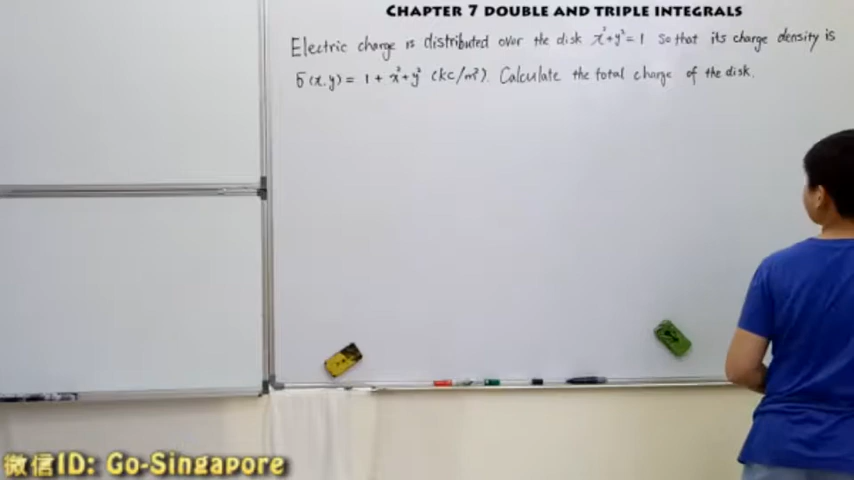 CHAPTER 7 DOUBLE AND TRIPLE INTEGRALS
Electric charge is distributed over the disk x²+y²=1 so that its charge density is
σ(x,y) = 1 + x²+y² (kC/m²). Calculate the total charge of the disk.
微信ID: Go-Singapore